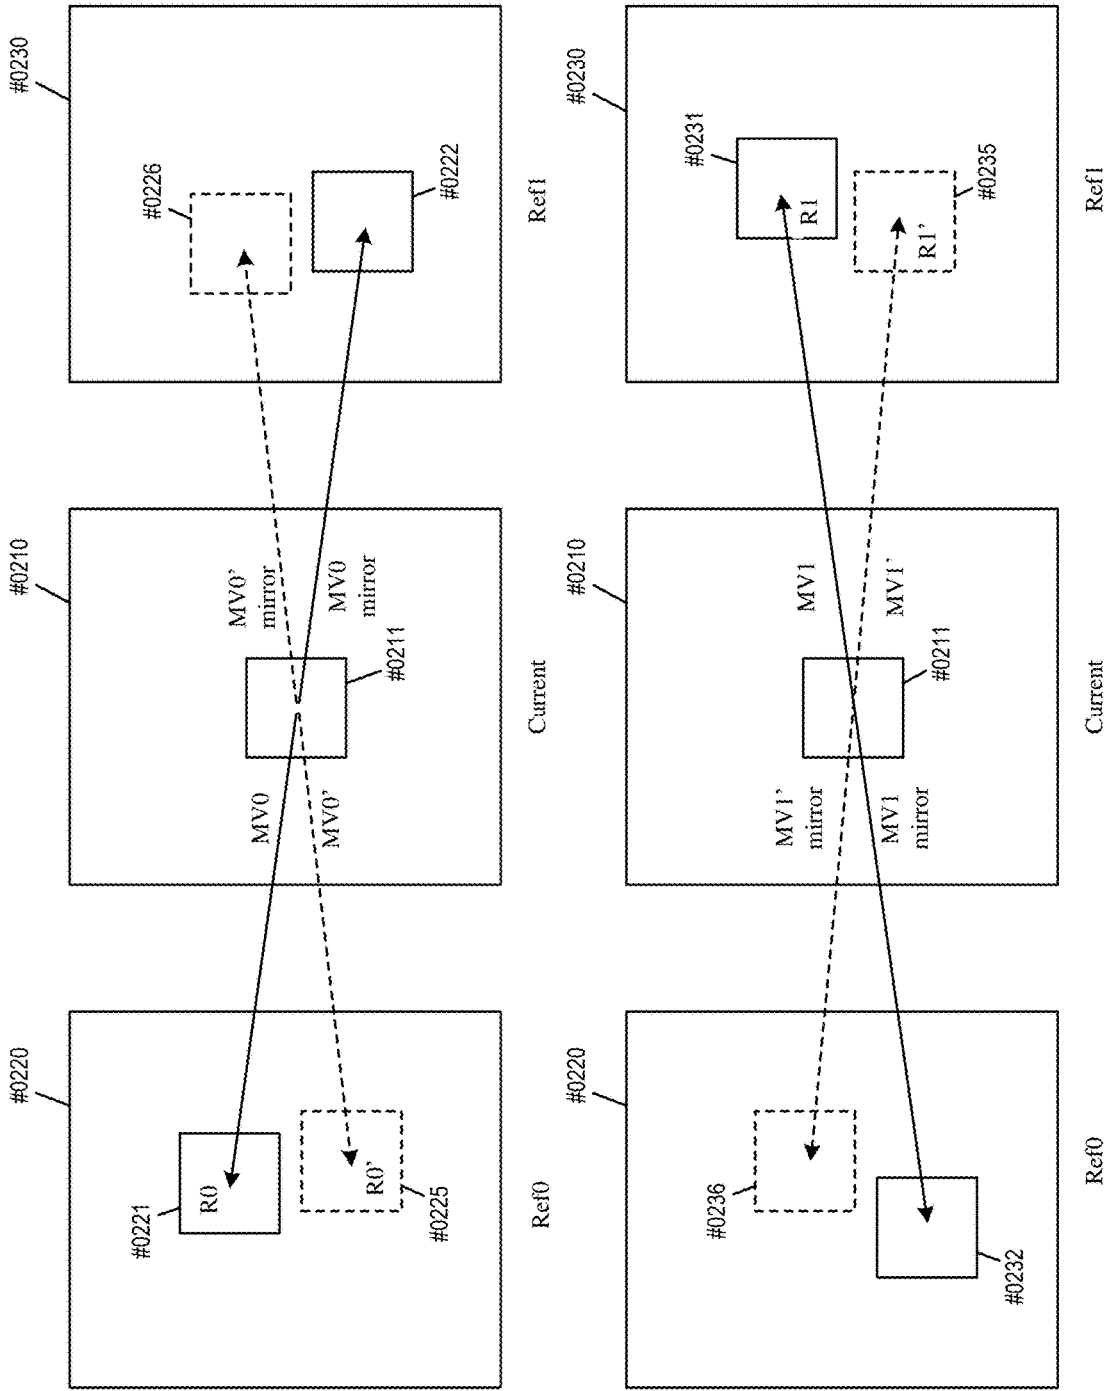 #0220
#0210
#0230
#0221
#0226
R0
MV0
MV0'
mirror
MV0'
MV0
mirror
R0'
#0211
#0225
#0222
Ref0
Current
Ref1
#0220
#0210
#0230
#0236
#0231
MV1'
mirror
MV1
R1
MV1
mirror
MV1'
R1'
#0211
#0235
#0232
Ref0
Current
Ref1